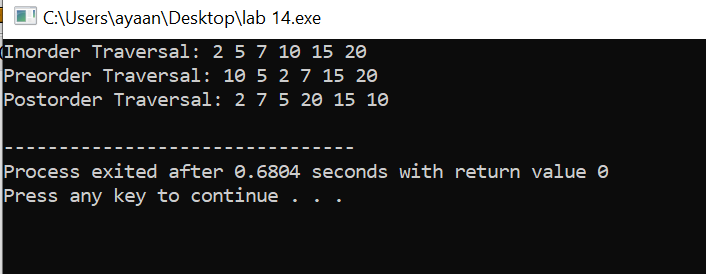 C:\Users\ayaan\Desktop\lab 14.exe
Inorder Traversal: 2 5 7 10 15 20
Preorder Traversal: 10 5 2 7 15 20
Postorder Traversal: 2 7 5 20 15 10
--------------------------------
Process exited after 0.6804 seconds with return value 0
Press any key to continue . . .